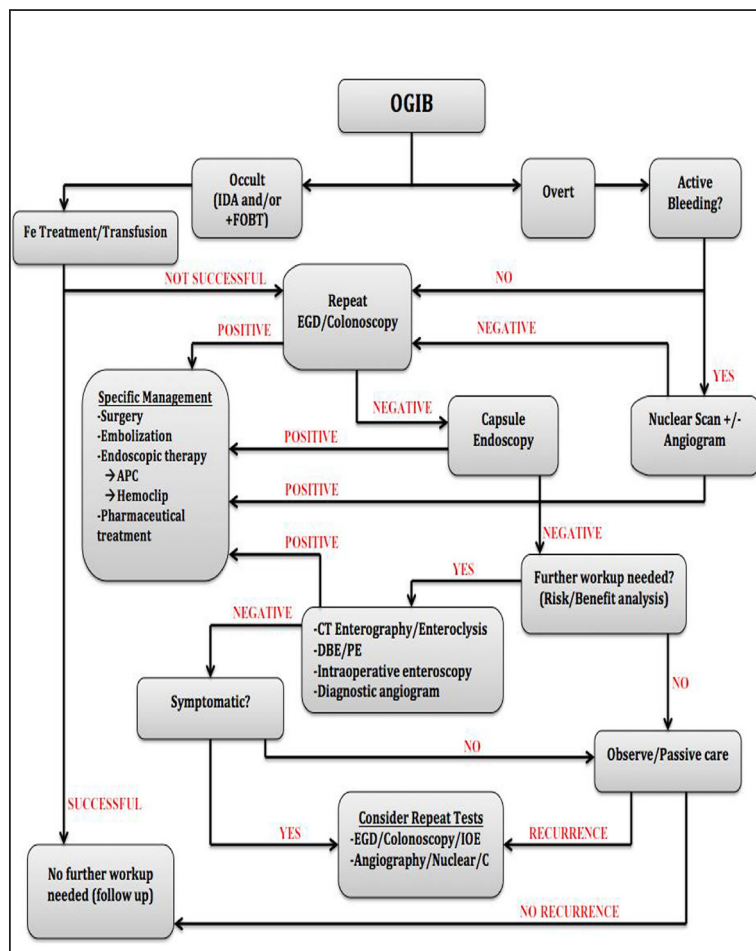 OGIB
Occult
(IDA and/or
+FOBT)
Overt
Active
Bleeding?
Fe Treatment/Transfusion
NOT SUCCESSFUL
NO
Repeat
EGD/Colonoscopy
POSITIVE
NEGATIVE
YES
Specific Management
-Surgery
-Embolization
-Endoscopic therapy
→APC
→Hemoclip
-Pharmaceutical
treatment
NEGATIVE
Capsule
Endoscopy
Nuclear Scan +/-
Angiogram
POSITIVE
POSITIVE
NEGATIVE
POSITIVE
YES
Further workup needed?
(Risk/Benefit analysis)
NEGATIVE
-CT Enterography/Enteroclysis
-DBE/PE
-Intraoperative enteroscopy
-Diagnostic angiogram
Symptomatic?
NO
NO
Observe/Passive care
SUCCESSFUL
YES
Consider Repeat Tests
-EGD/Colonoscopy/IOE
-Angiography/Nuclear/C
RECURRENCE
No further workup
needed (follow up)
NO RECURRENCE